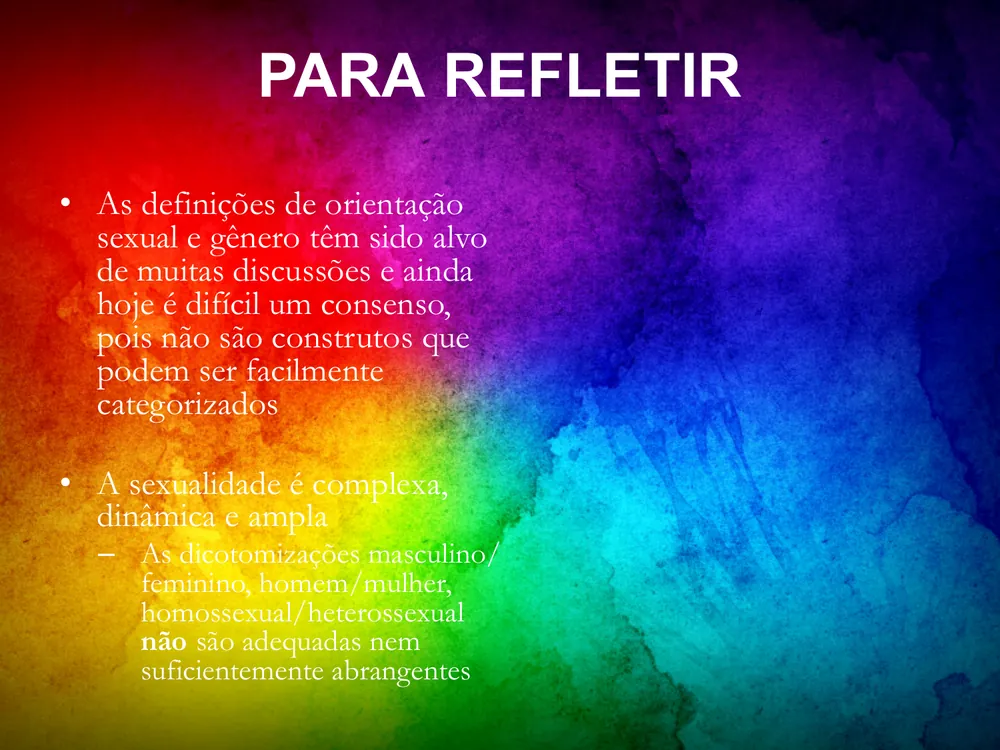 PARA REFLETIR
• As definições de orientação
sexual e gênero têm sido alvo
de muitas discussões e ainda
hoje é difícil um consenso,
pois não são construtos que
podem ser facilmente
categorizados
• A sexualidade é complexa,
dinâmica e ampla
– As dicotomizações masculino/
feminino, homem/mulher,
homossexual/heterossexual
não são adequadas nem
suficientemente abrangentes